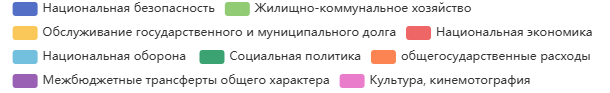 Национальная безопасность Жилищно-коммунальное хозяйство
Обслуживание государственного и муниципального долга Национальная экономика
Национальная оборона Социальная политика общегосударственные расходы
Межбюджетные трансферты общего характера Культура, кинемотография